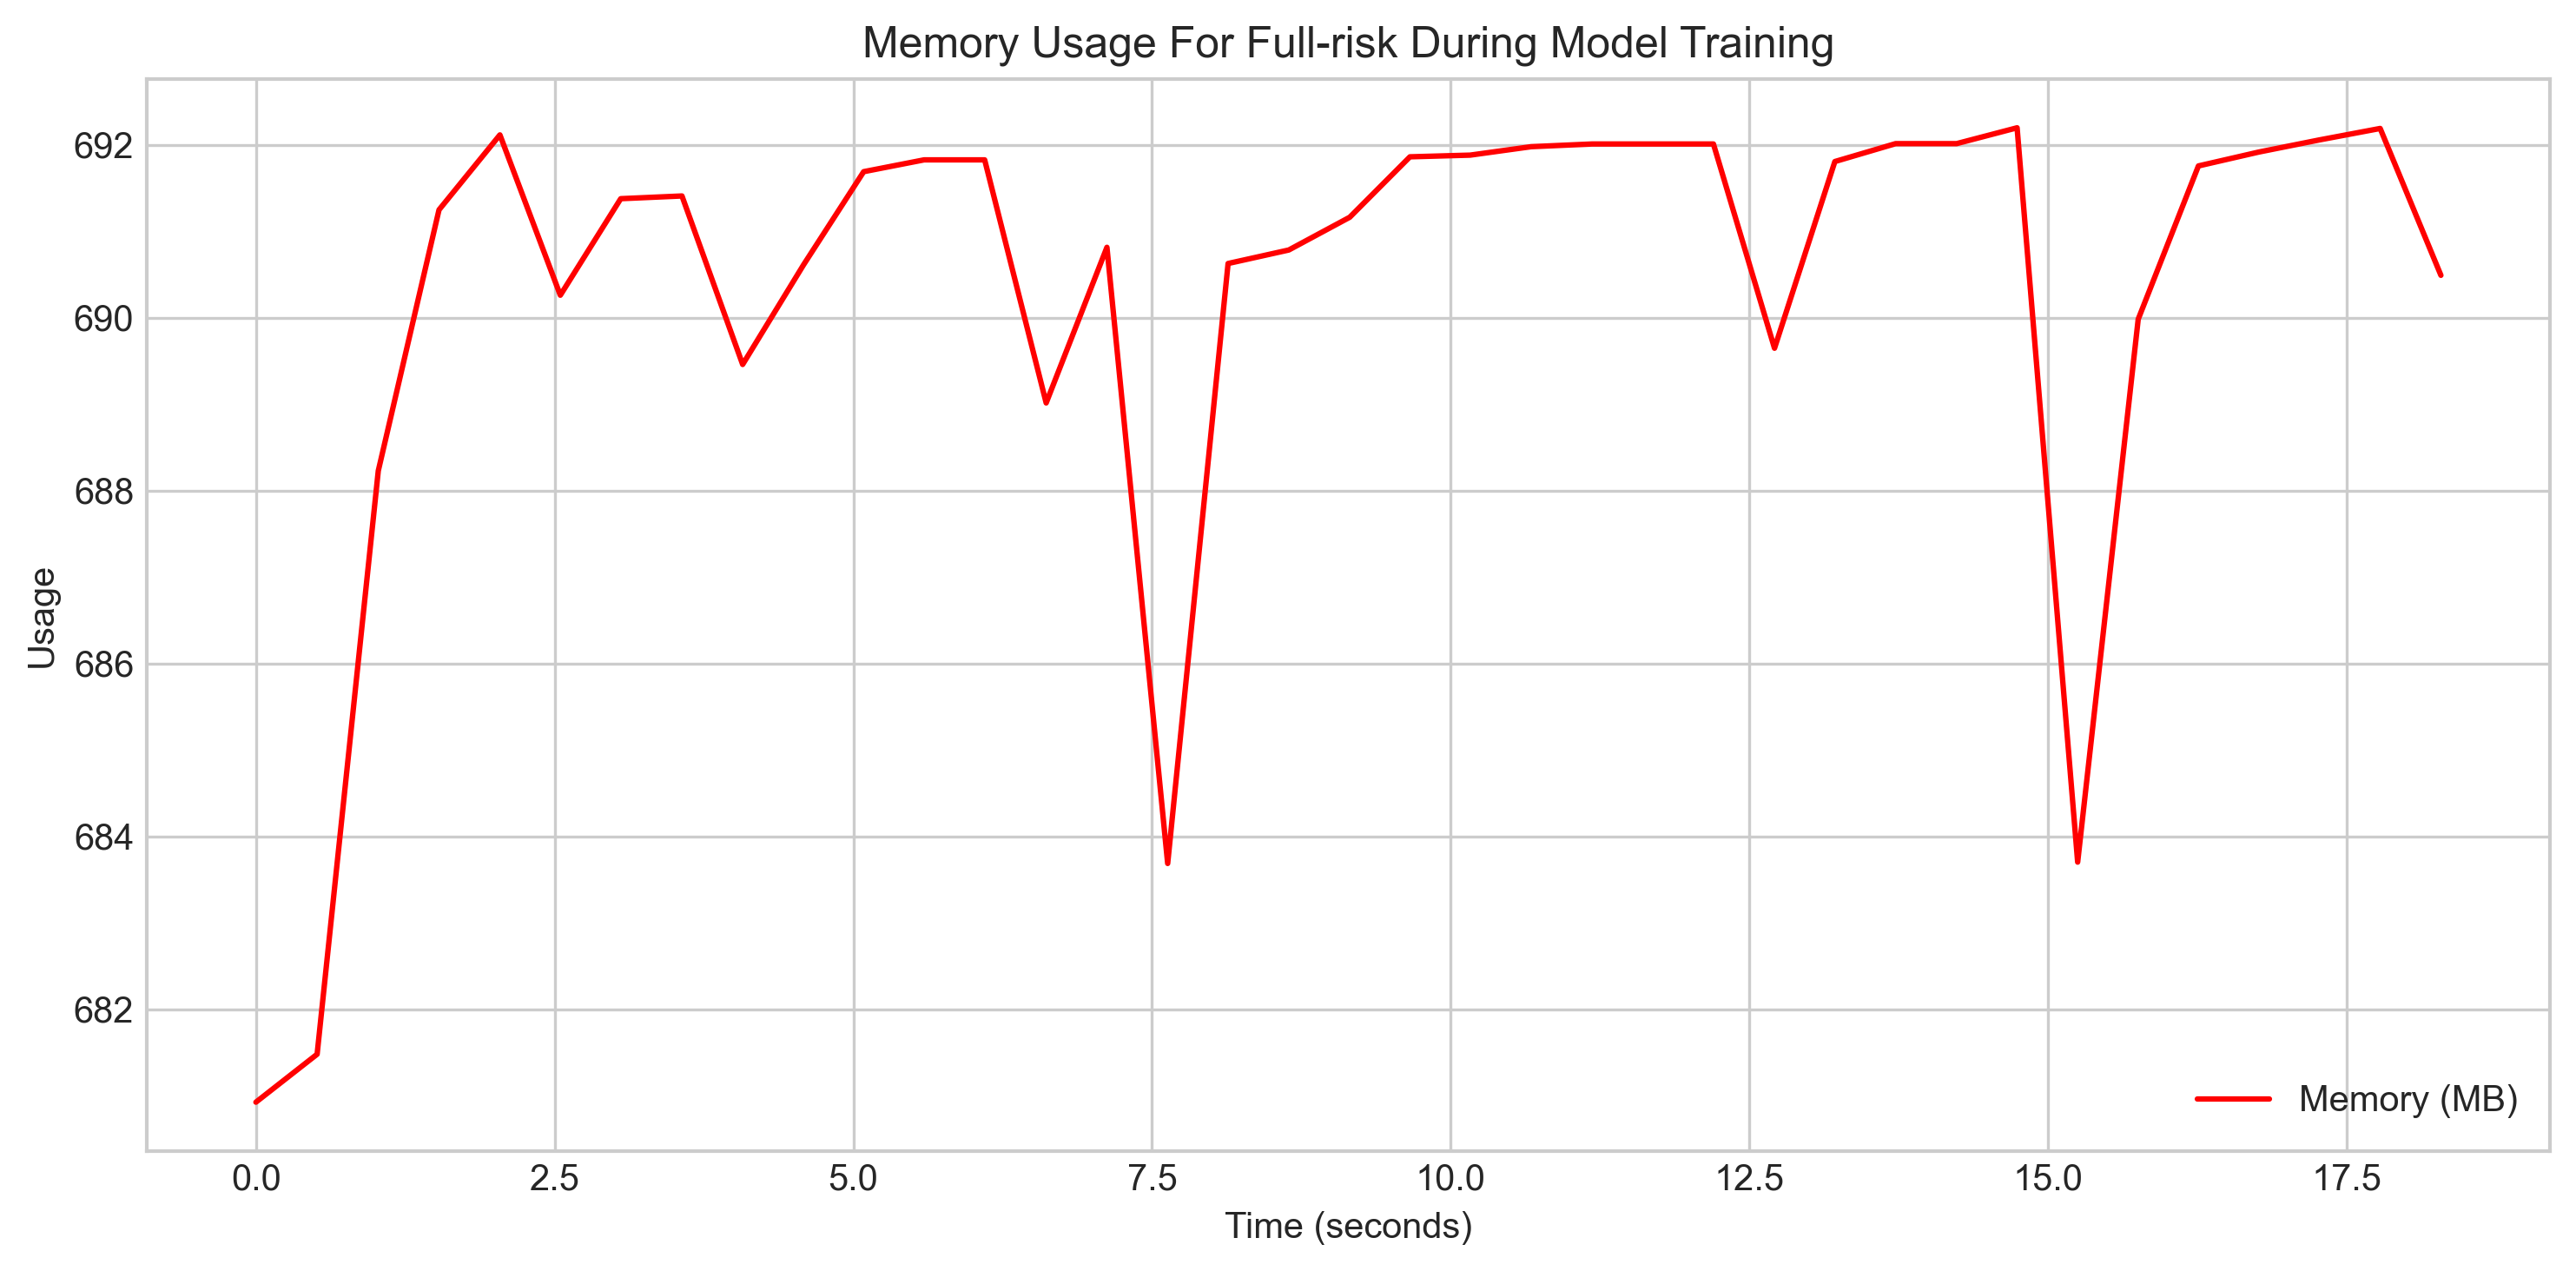 Memory Usage For Full-risk During Model Training
692
690
688
686
684
682
Usage
Memory (MB)
0.0 2.5 5.0 7.5 10.0 12.5 15.0 17.5
Time (seconds)